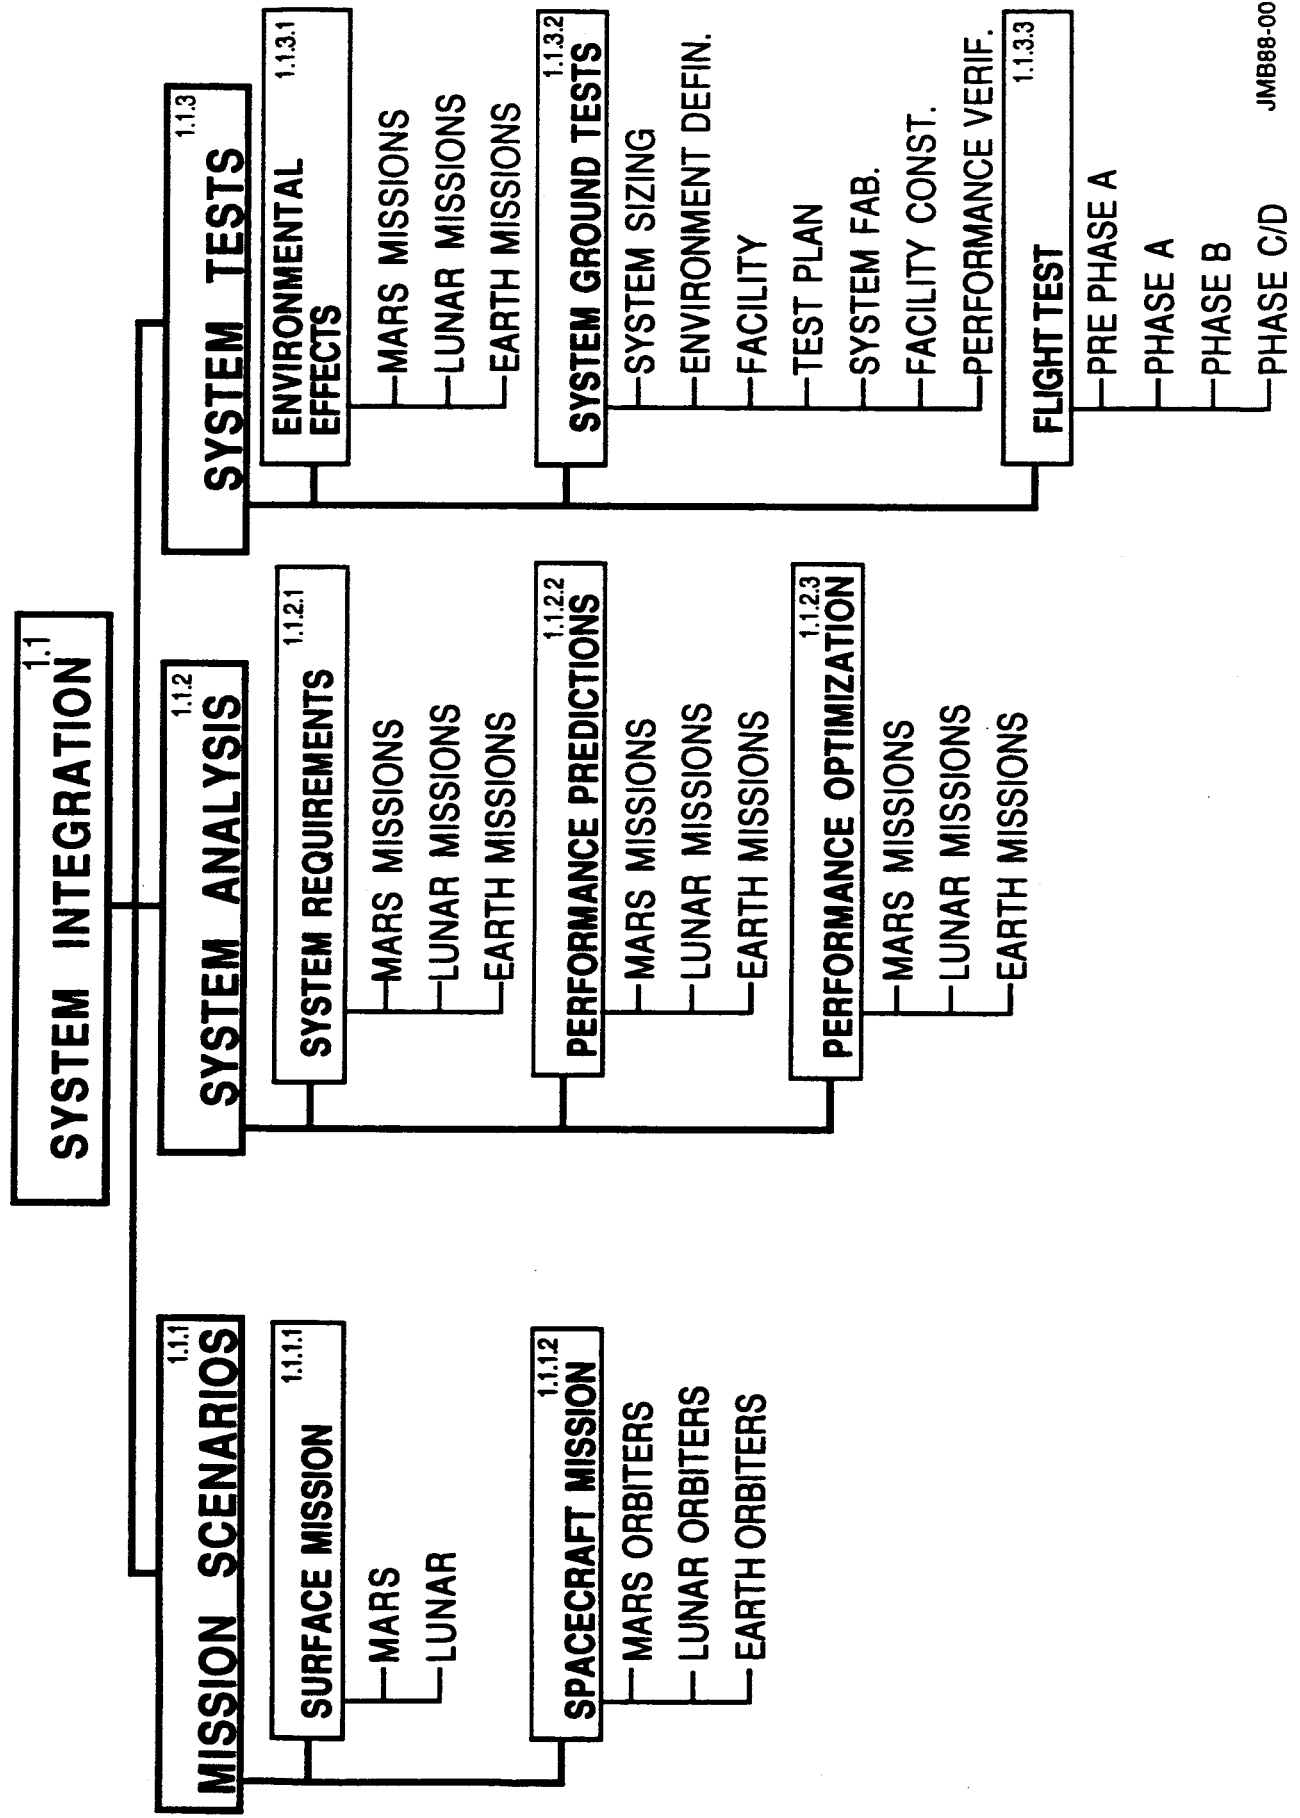 1.1
SYSTEM INTEGRATION
1.1.1
MISSION SCENARIOS
1.1.1.1
SURFACE MISSION
MARS
LUNAR
1.1.1.2
SPACECRAFT MISSION
MARS ORBITERS
LUNAR ORBITERS
EARTH ORBITERS
1.1.2
SYSTEM ANALYSIS
1.1.2.1
SYSTEM REQUIREMENTS
MARS MISSIONS
LUNAR MISSIONS
EARTH MISSIONS
1.1.2.2
PERFORMANCE PREDICTIONS
MARS MISSIONS
LUNAR MISSIONS
EARTH MISSIONS
1.1.2.3
PERFORMANCE OPTIMIZATION
MARS MISSIONS
LUNAR MISSIONS
EARTH MISSIONS
1.1.3
SYSTEM TESTS
1.1.3.1
ENVIRONMENTAL
EFFECTS
MARS MISSIONS
LUNAR MISSIONS
EARTH MISSIONS
1.1.3.2
SYSTEM GROUND TESTS
SYSTEM SIZING
ENVIRONMENT DEFIN.
FACILITY
TEST PLAN
SYSTEM FAB.
FACILITY CONST.
PERFORMANCE VERIF.
1.1.3.3
FLIGHT TEST
PRE PHASE A
PHASE A
PHASE B
PHASE C/D
JMB88-00